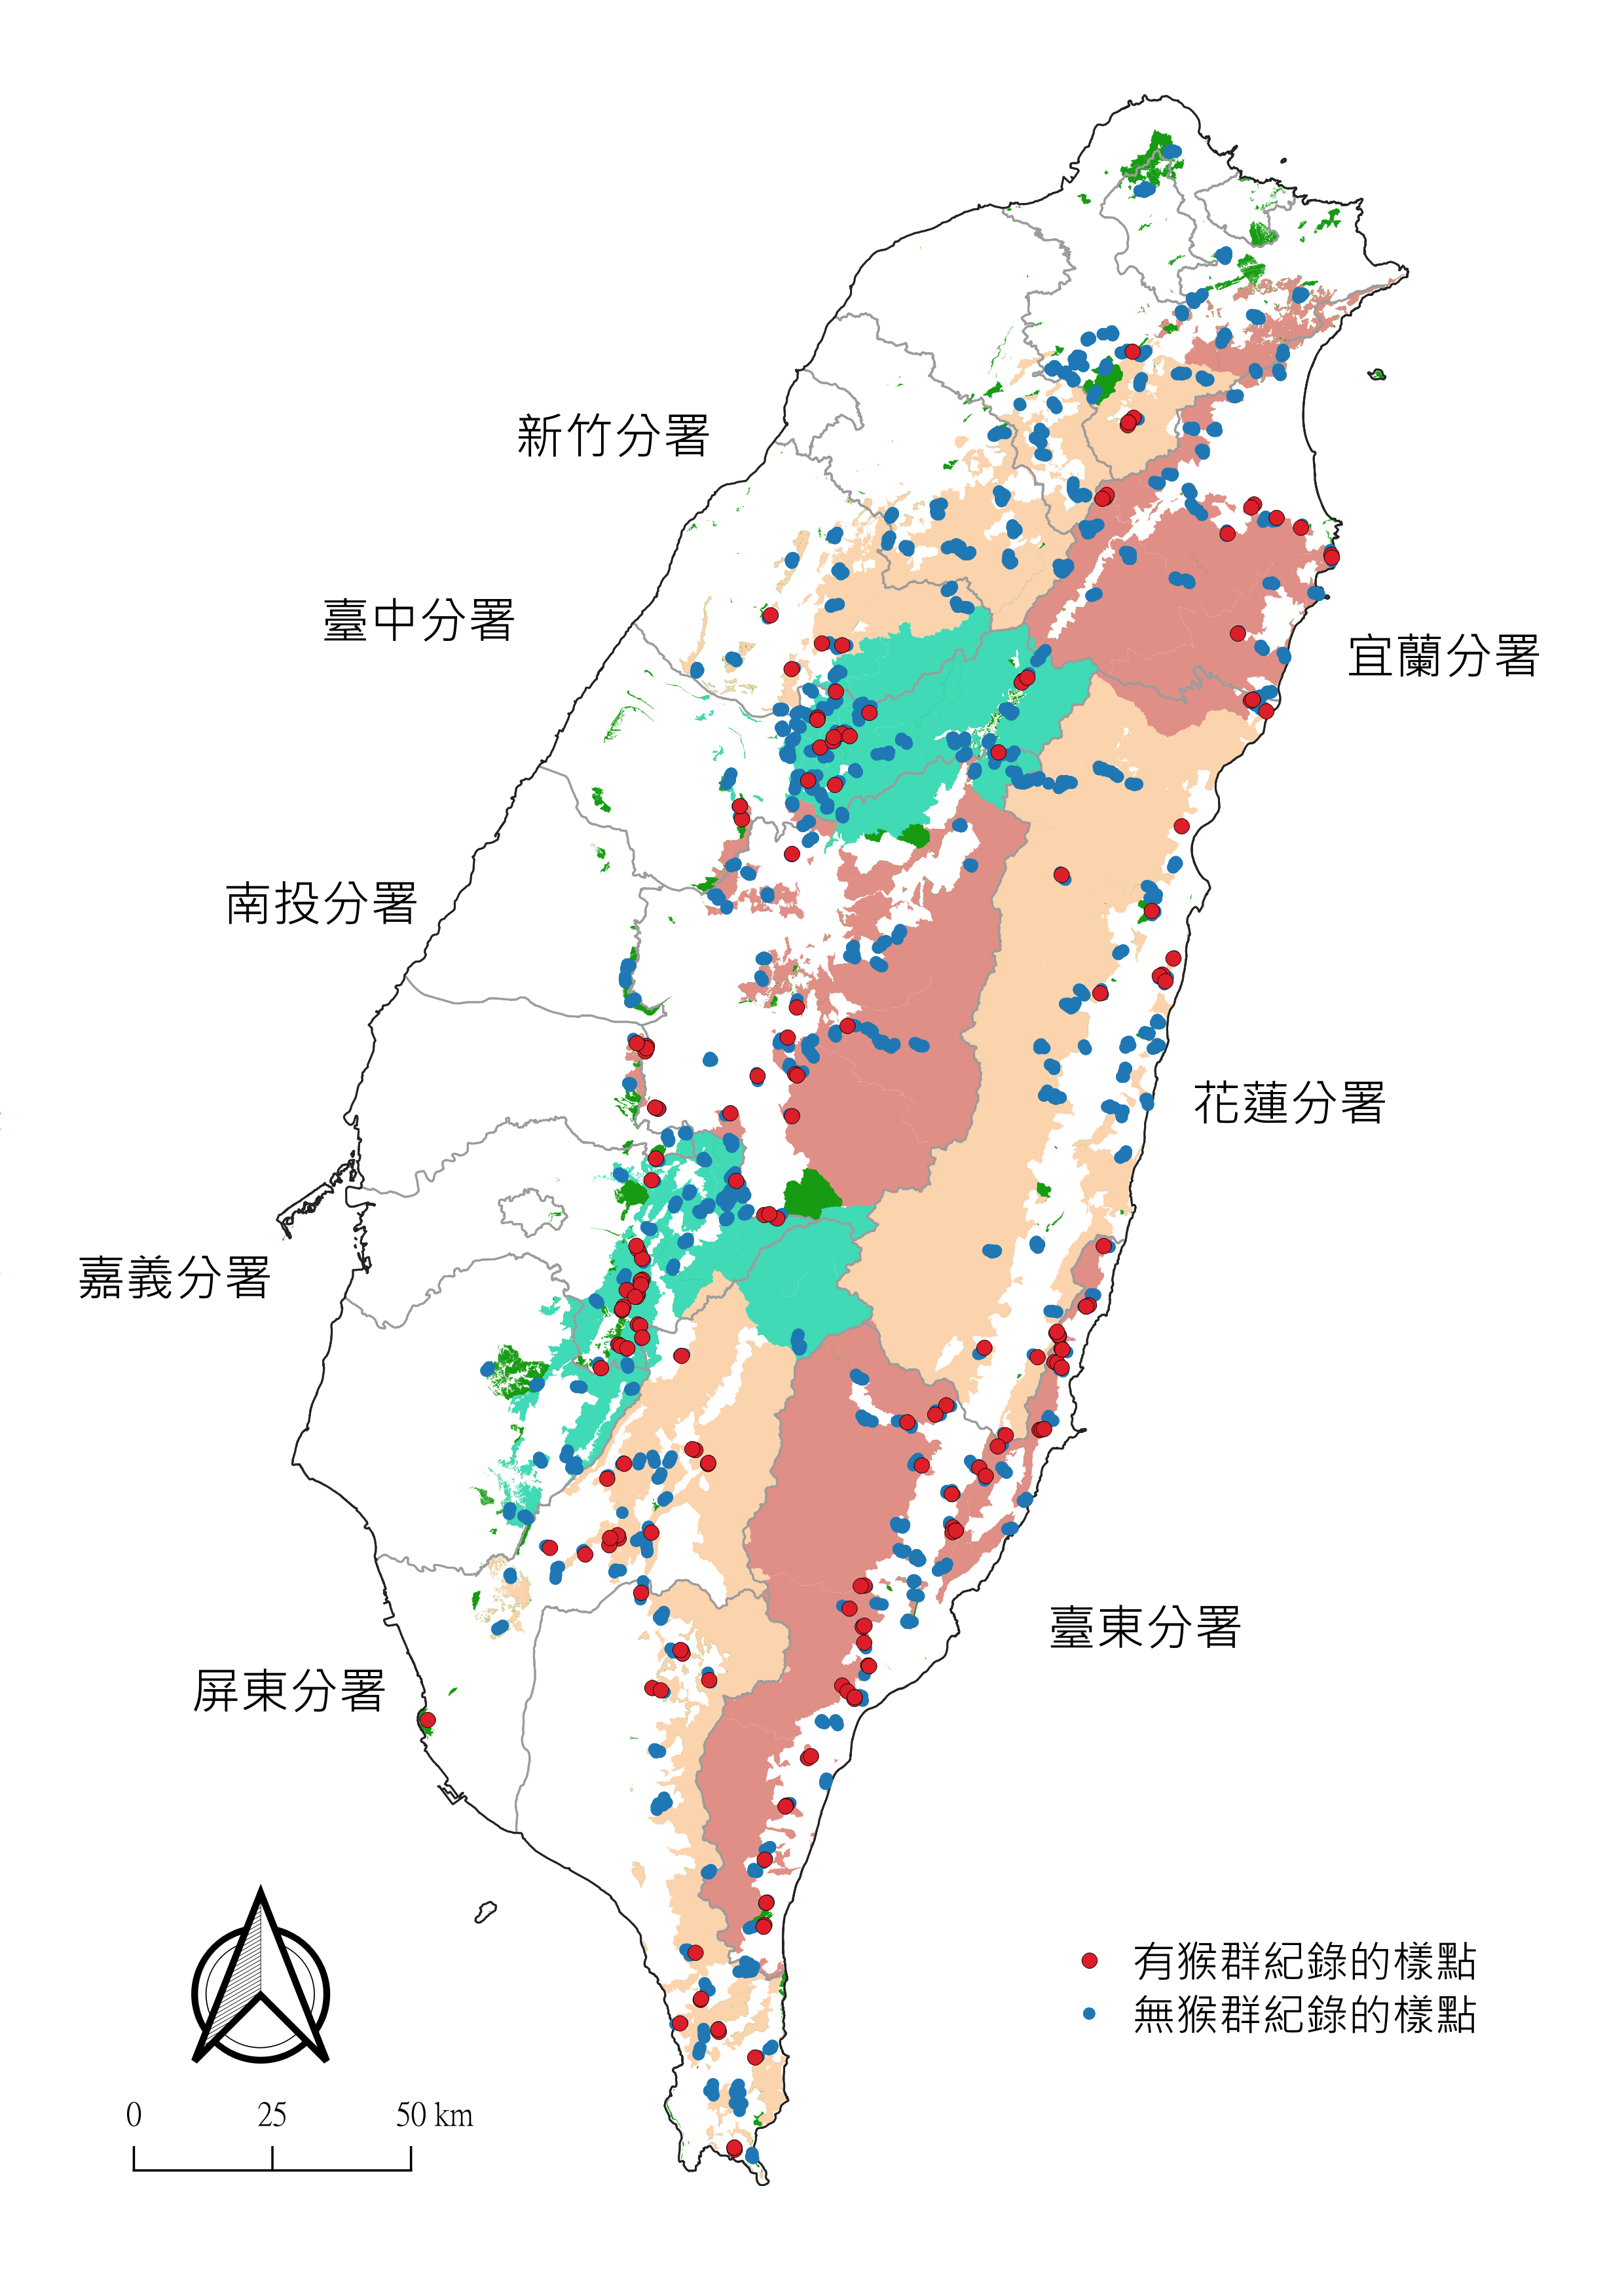 新竹分署
臺中分署
宜蘭分署
南投分署
花蓮分署
嘉義分署
臺東分署
屏東分署
有猴群紀錄的樣點
無猴群紀錄的樣點
0 25 50 km